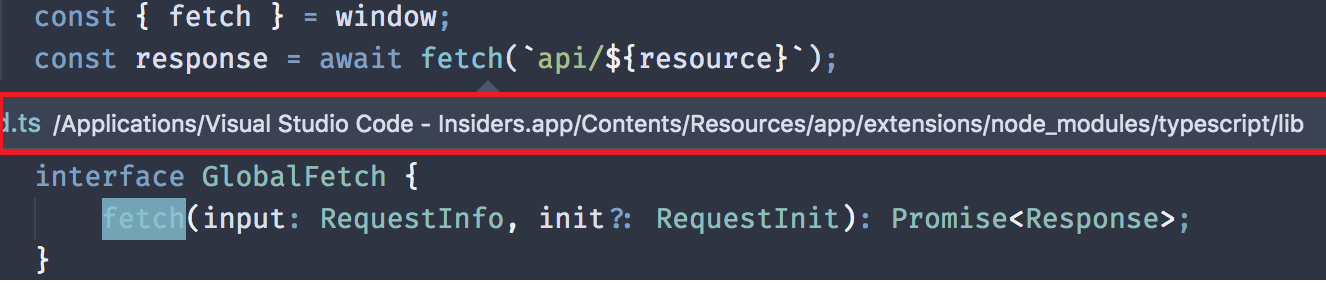 const { fetch } = window;
const response = await fetch(`api/${resource}`);
d.ts /Applications/Visual Studio Code - Insiders.app/Contents/Resources/app/extensions/node_modules/typescript/lib
interface GlobalFetch {
fetch(input: RequestInfo, init?: RequestInit): Promise<Response>;
}